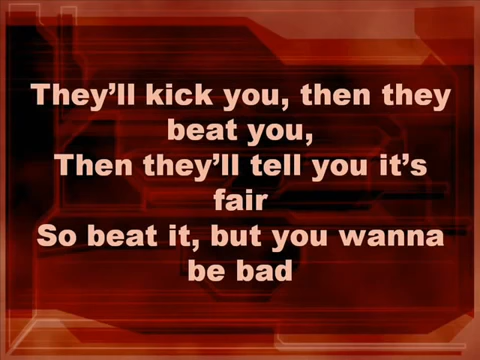 They’ll kick you, then they
beat you,
Then they’ll tell you it’s
fair
So beat it, but you wanna
be bad